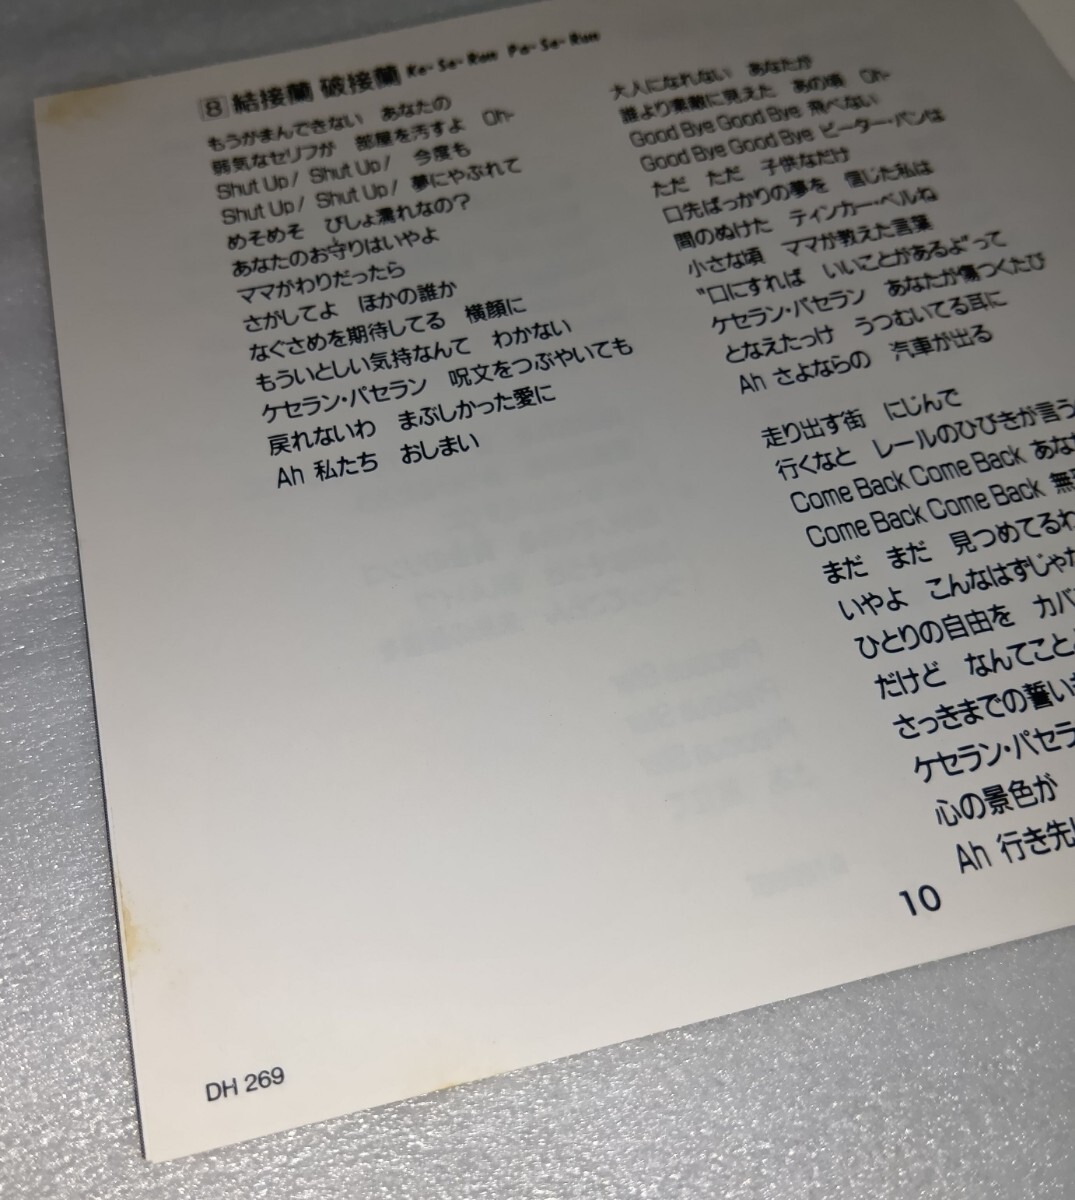 8 結接蘭 破接蘭 Ke-Se-Run Pa-Se-Run
もうがまんできない あなたの
弱気なセリフが 部屋を汚すよ Oh-
Shut Up! Shut Up! 今度も
Shut Up! Shut Up! 夢にやぶれて
めそめそ びしょ濡れなの?
あなたのお守りはいやよ
ママがわりだったら
さがしてよ ほかの誰か
なぐさめを期待してる 横顔に
もういとしい気持なんて わかない
ケセラン・パセラン 呪文をつぶやいても
戻れないわ まぶしかった愛に
Ah 私たち おしまい
大人になれない あなたが
誰より素敵に見えた あの頃 Oh-
Good Bye Good Bye 飛べない
Good Bye Good Bye ピーター・パンは
ただ ただ 子供なだけ
口先ばっかりの夢を 信じた私は
間のぬけた ティンカー・ベルね
小さな頃 ママが教えた言葉
“口にすれば いいことがあるよ”って
ケセラン・パセラン あなたが傷つくたび
となえたっけ うつむいてる耳に
Ah さよならの 汽車が出る
走り出す街 にじんで
行くなと レールのひびきが言う
Come Back Come Back あな
Come Back Come Back 無
まだ まだ 見つめてるわ
いやよ こんなはずじゃな
ひとりの自由を カバ
だけど なんてこと
さっきまでの誓い
ケセラン・パセラ
心の景色が
Ah 行き先
10
DH 269